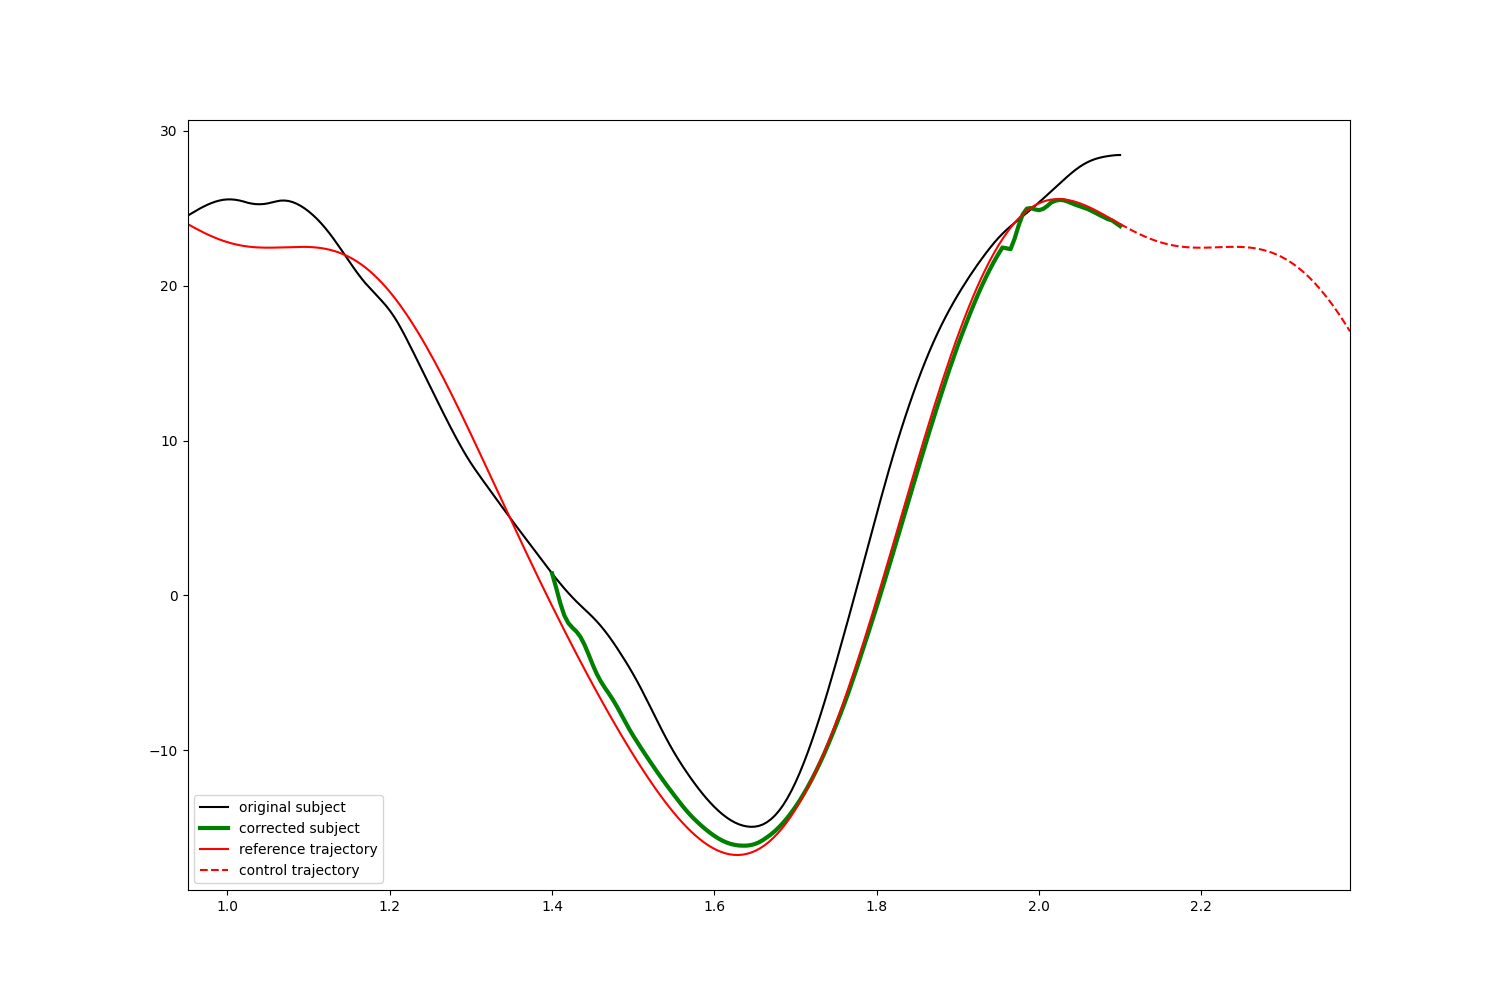 30
20
10
0
−10
original subject
corrected subject
reference trajectory
control trajectory
1.0 1.2 1.4 1.6 1.8 2.0 2.2